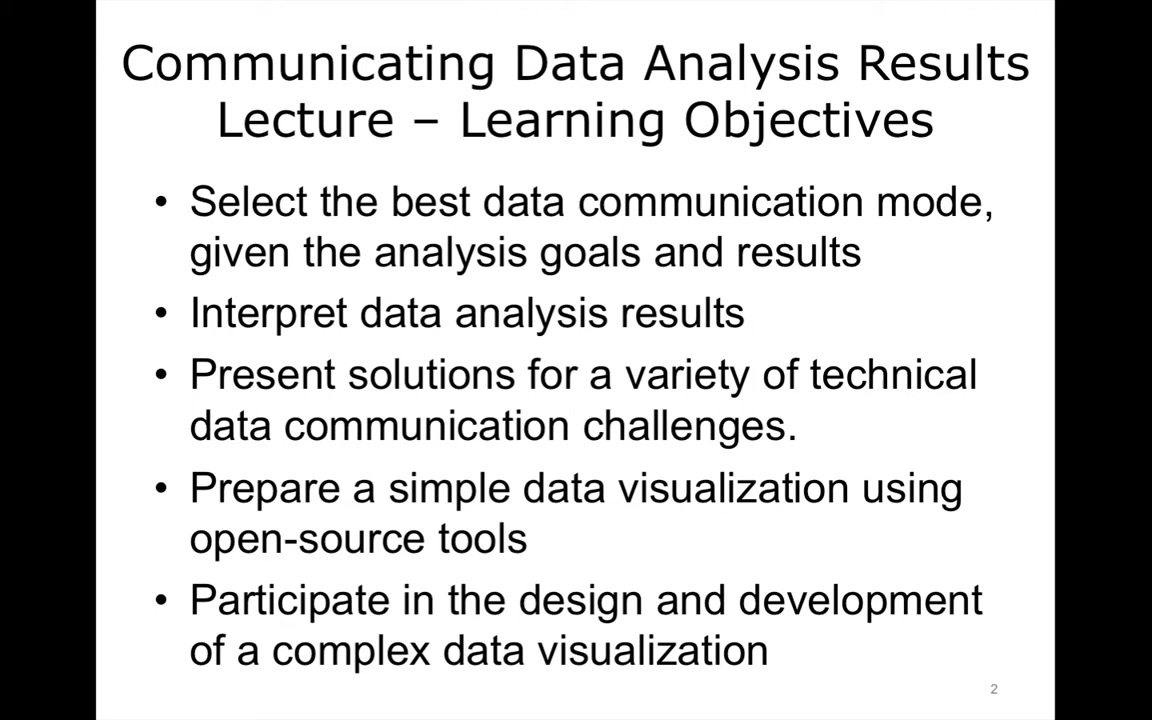 Communicating Data Analysis Results
Lecture – Learning Objectives
• Select the best data communication mode,
given the analysis goals and results
• Interpret data analysis results
• Present solutions for a variety of technical
data communication challenges.
• Prepare a simple data visualization using
open-source tools
• Participate in the design and development
of a complex data visualization
2